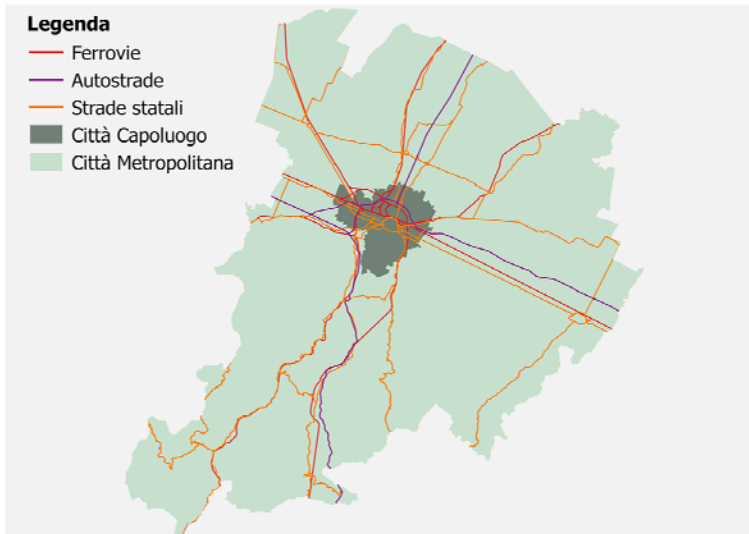 Legenda
Ferrovie
Autostrade
Strade statali
Città Capoluogo
Città Metropolitana